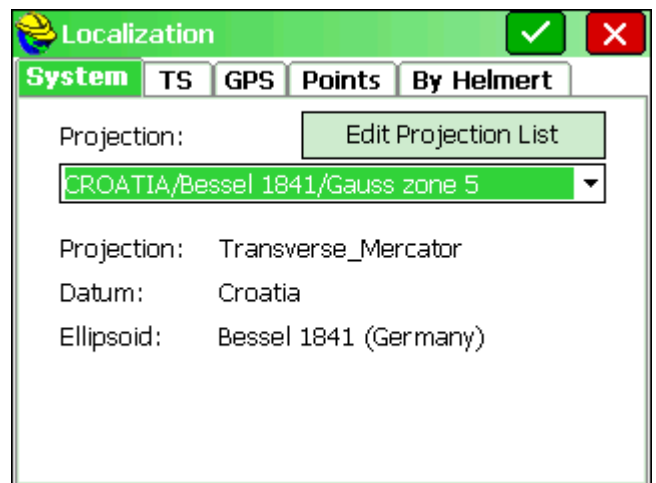 Localization
System TS GPS Points By Helmert
Projection: Edit Projection List
CROATIA/Bessel 1841/Gauss zone 5
Projection: Transverse_Mercator
Datum: Croatia
Ellipsoid: Bessel 1841 (Germany)